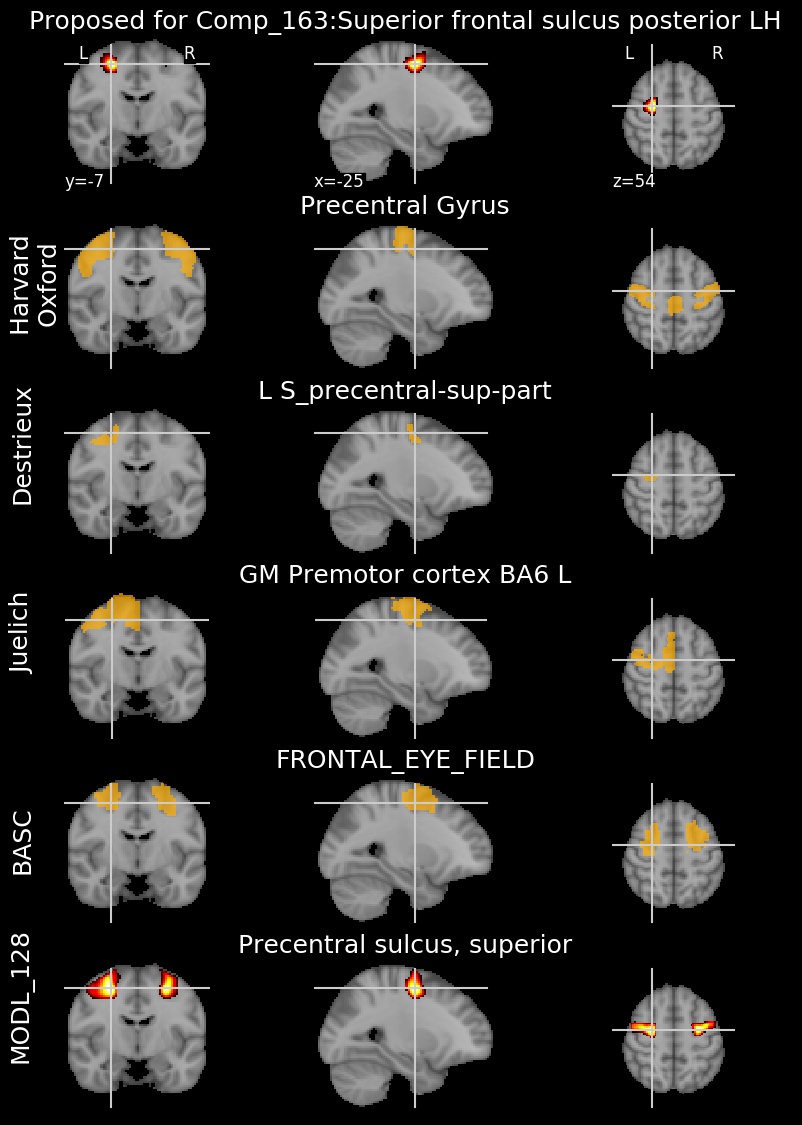 Proposed for Comp_163:Superior frontal sulcus posterior LH
L R L R
y=-7 x=-25 z=54
Precentral Gyrus
Harvard
Oxford
L S_precentral-sup-part
Destrieux
GM Premotor cortex BA6 L
Juelich
FRONTAL_EYE_FIELD
BASC
Precentral sulcus, superior
MODL_128